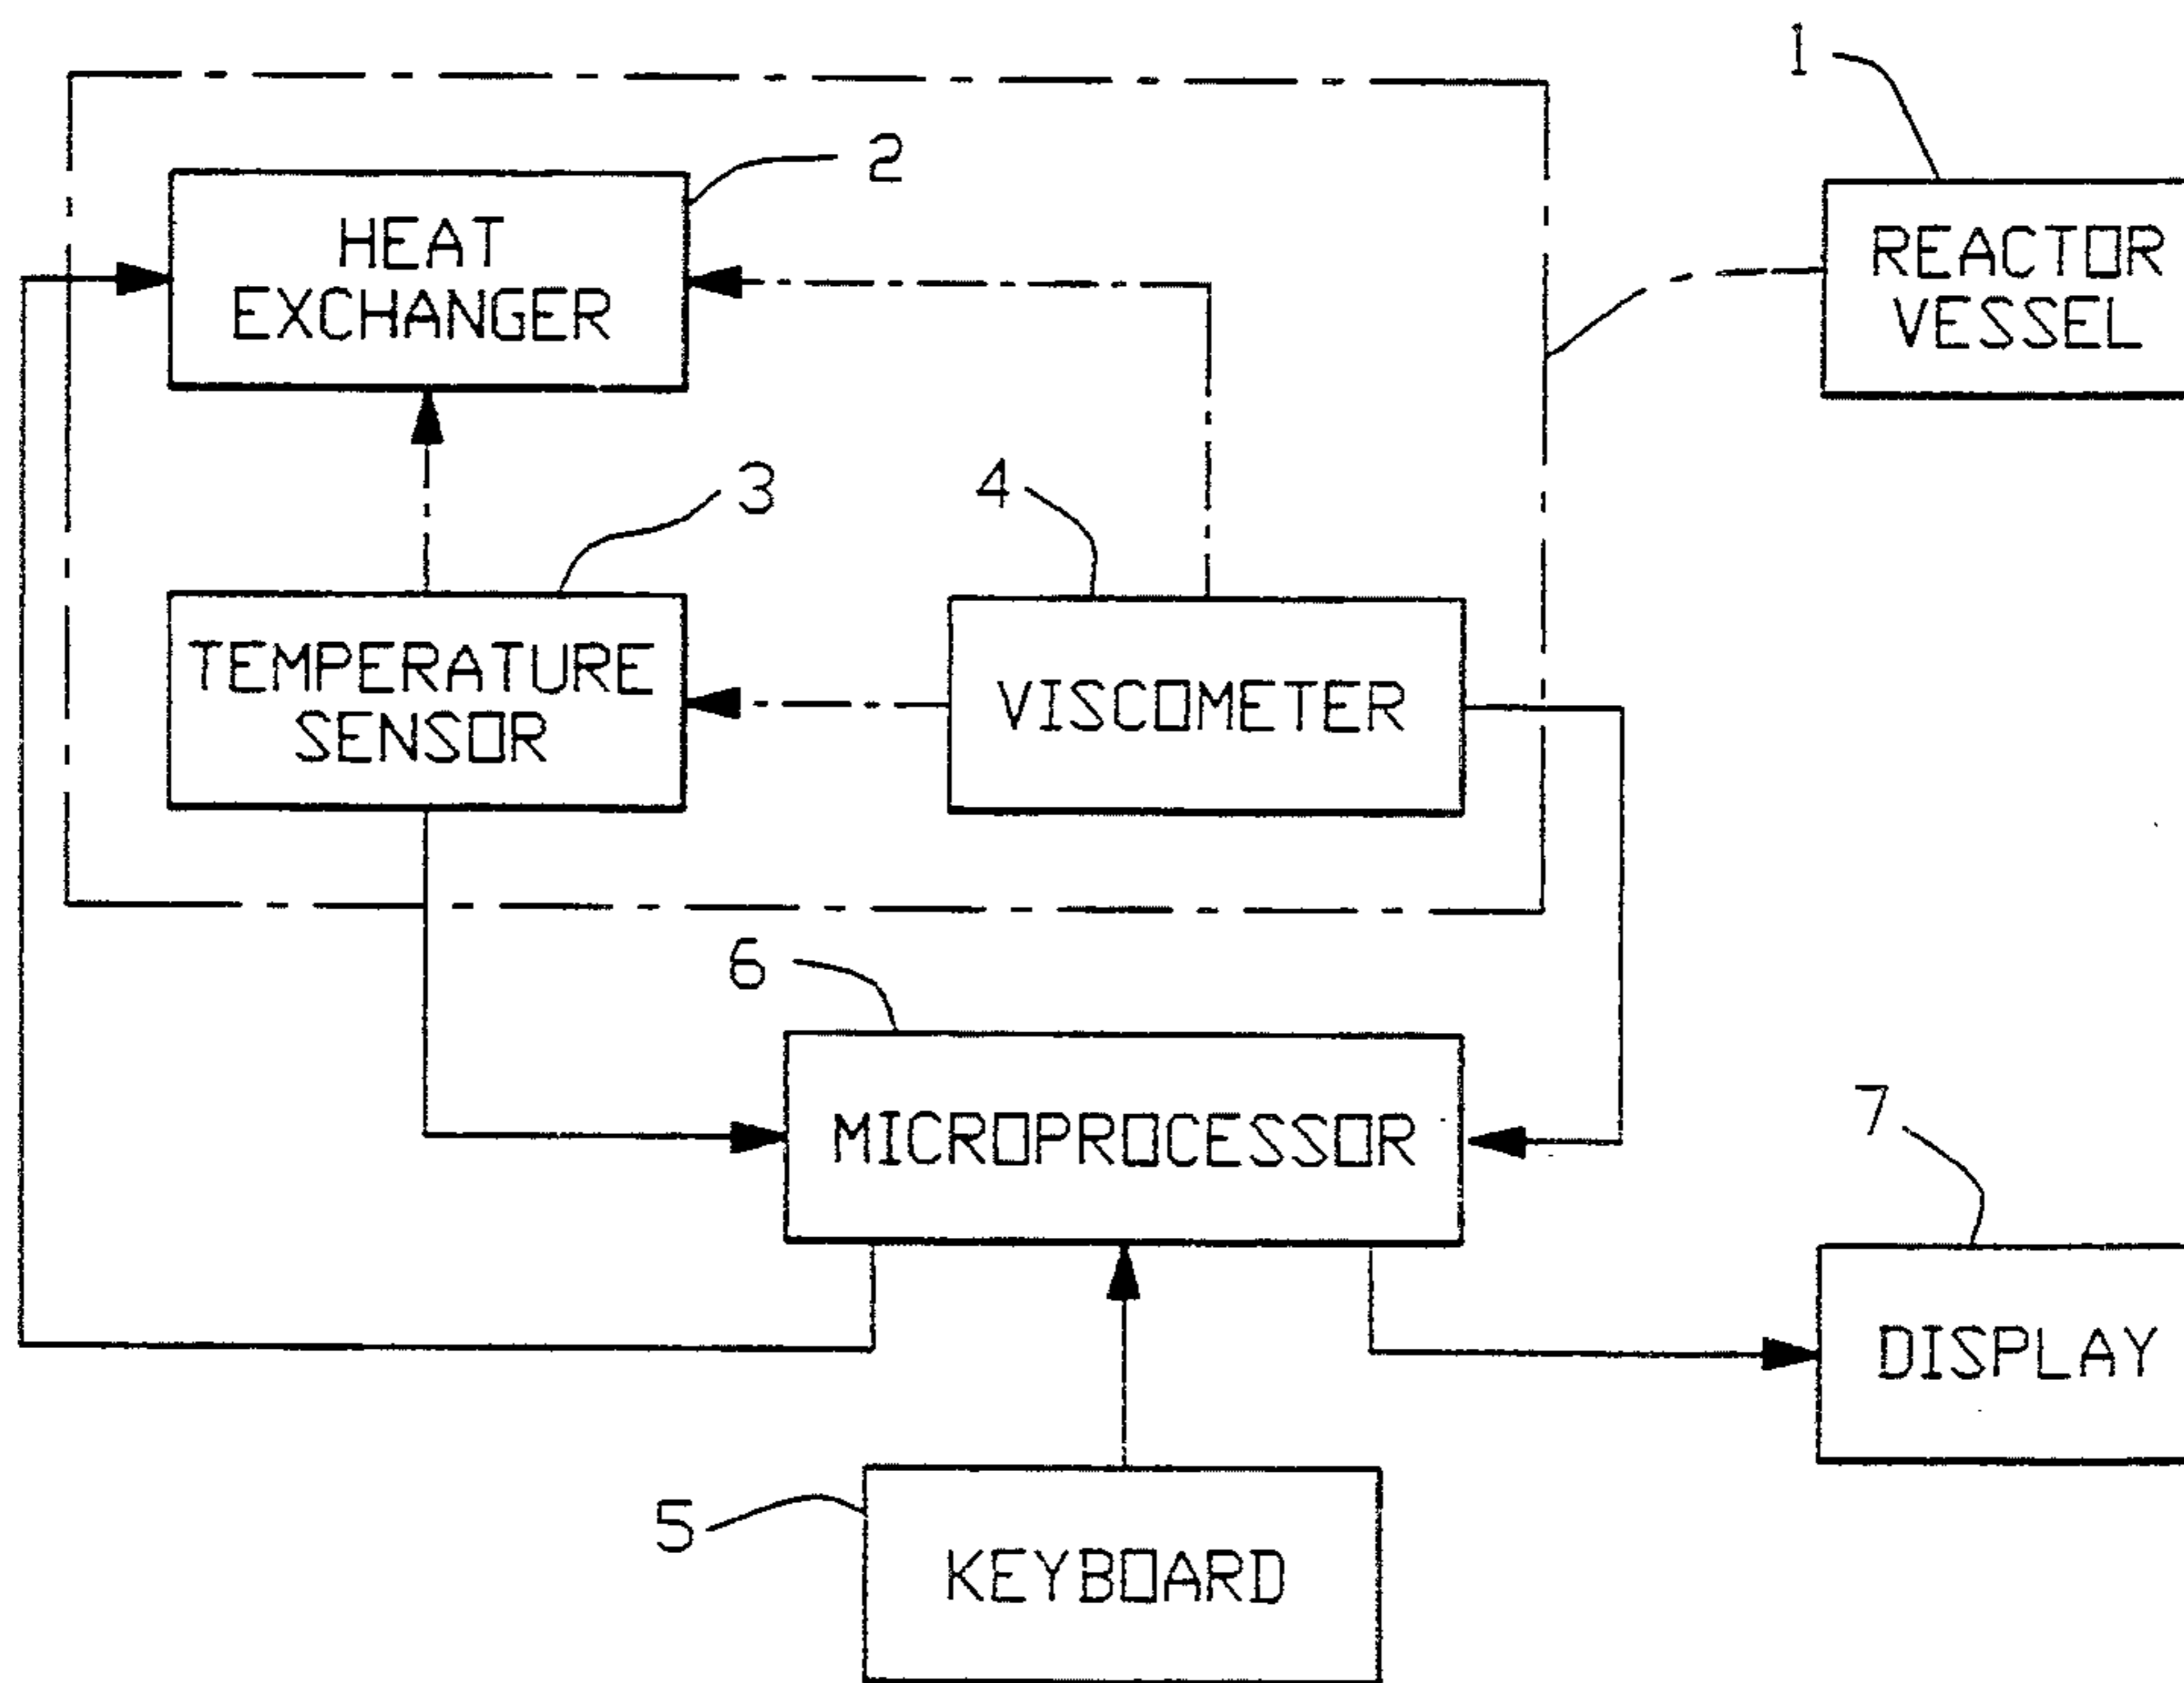 1
REACTOR
VESSEL
2
HEAT
EXCHANGER
3
TEMPERATURE
SENSOR
4
VISCOMETER
6
MICROPROCESSOR
7
DISPLAY
5
KEYBOARD